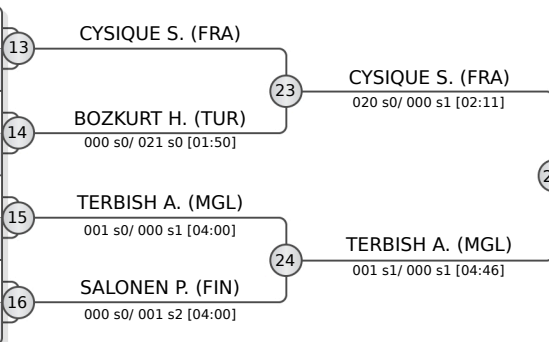 13
CYSIQUE S. (FRA)
23
CYSIQUE S. (FRA)
020 s0/ 000 s1 [02:11]
14
BOZKURT H. (TUR)
000 s0/ 021 s0 [01:50]
15
TERBISH A. (MGL)
001 s0/ 000 s1 [04:00]
24
TERBISH A. (MGL)
001 s1/ 000 s1 [04:46]
16
SALONEN P. (FIN)
000 s0/ 001 s2 [04:00]